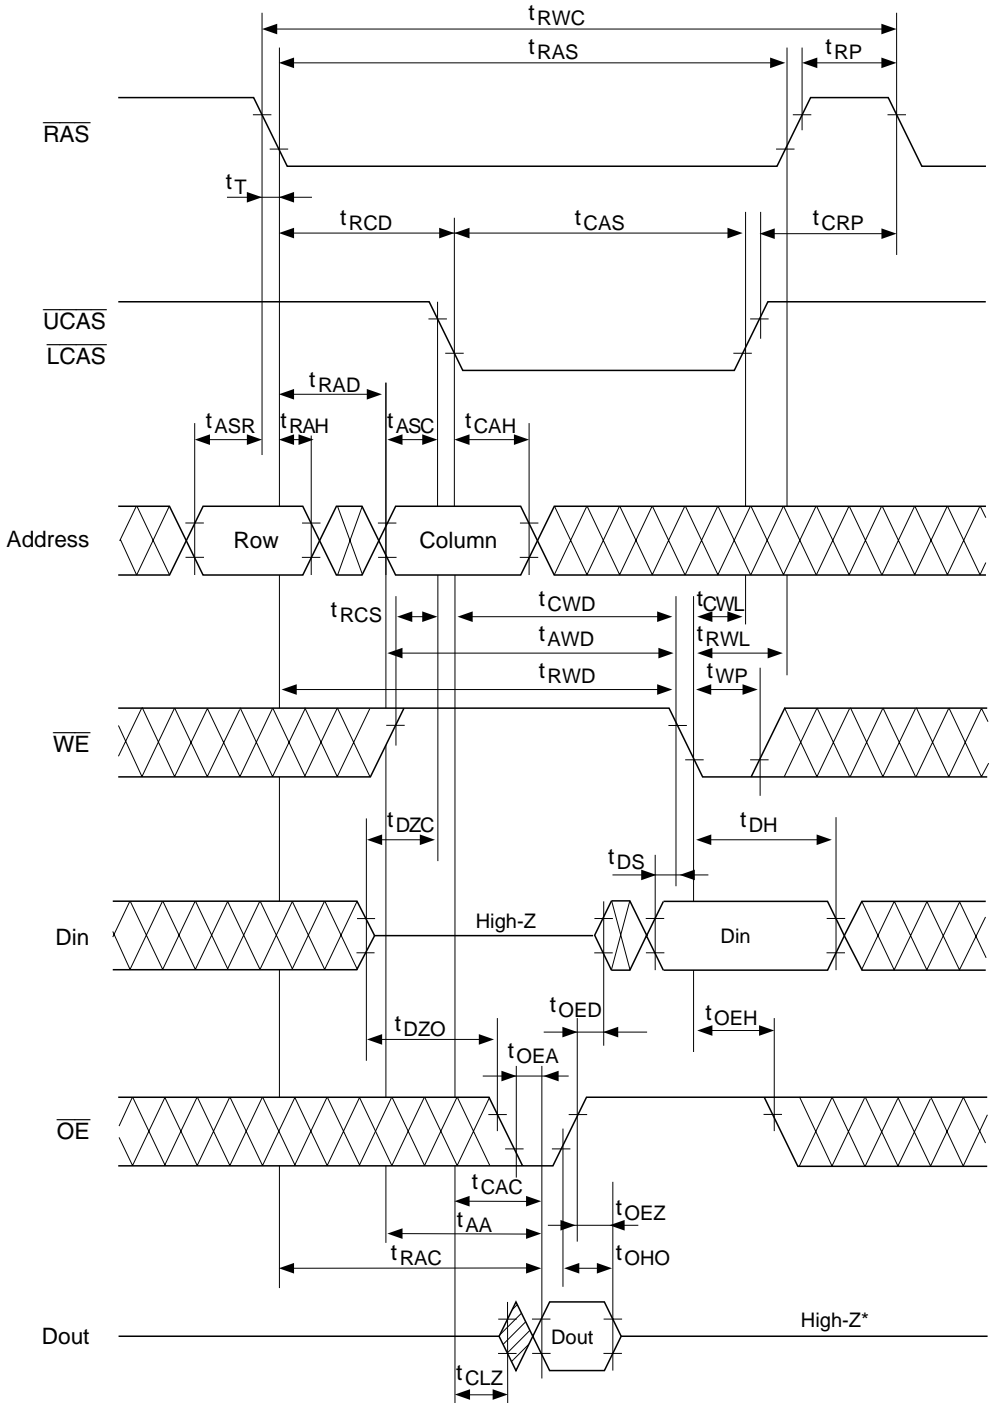 tRWC
tRAS
tRP
RAS
tT
tRCD
tCAS
tCRP
UCAS
LCAS
tRAD
tASR
tRAH
tASC
tCAH
Address
Row
Column
tRCS
tCWD
tCWL
tAWD
tRWL
tRWD
tWP
WE
tDZC
tDH
tDS
Din
High-Z
Din
tOED
tOEH
tDZO
tOEA
OE
tCAC
tOEZ
tAA
tRAC
tOHO
Dout
Dout
High-Z*
tCLZ